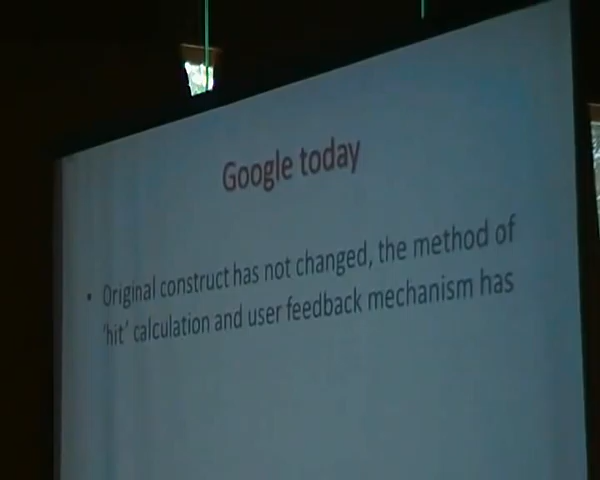 Google today
• Original construct has not changed, the method of
‘hit’ calculation and user feedback mechanism has